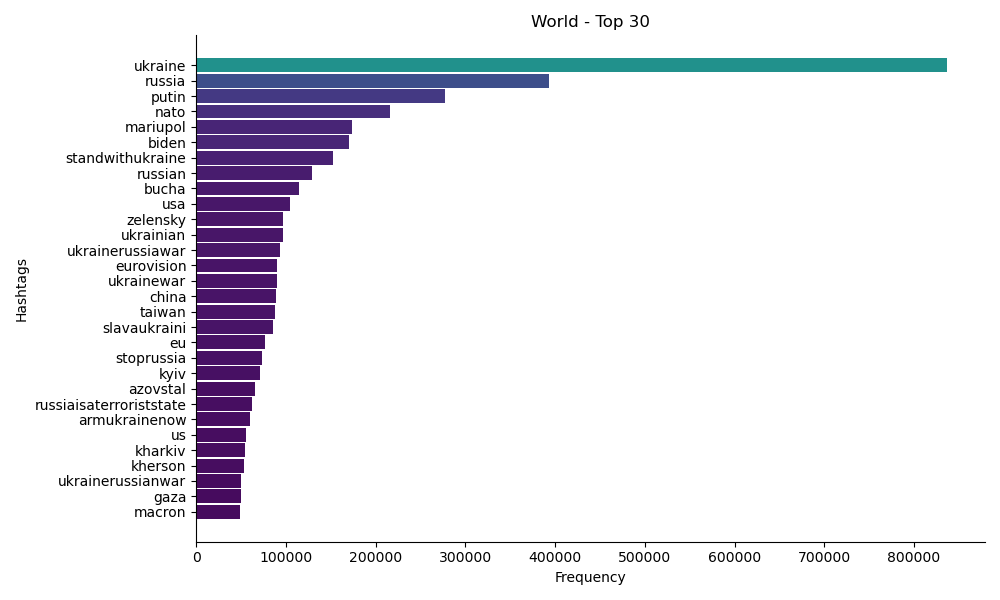 World - Top 30
ukraine
russia
putin
nato
mariupol
biden
standwithukraine
russian
bucha
usa
zelensky
ukrainian
ukrainerussiawar
eurovision
ukrainewar
china
taiwan
slavaukraini
eu
stoprussia
kyiv
azovstal
russiaisaterroriststate
armukrainenow
us
kharkiv
kherson
ukrainerussianwar
gaza
macron
Hashtags
0 100000 200000 300000 400000 500000 600000 700000 800000
Frequency